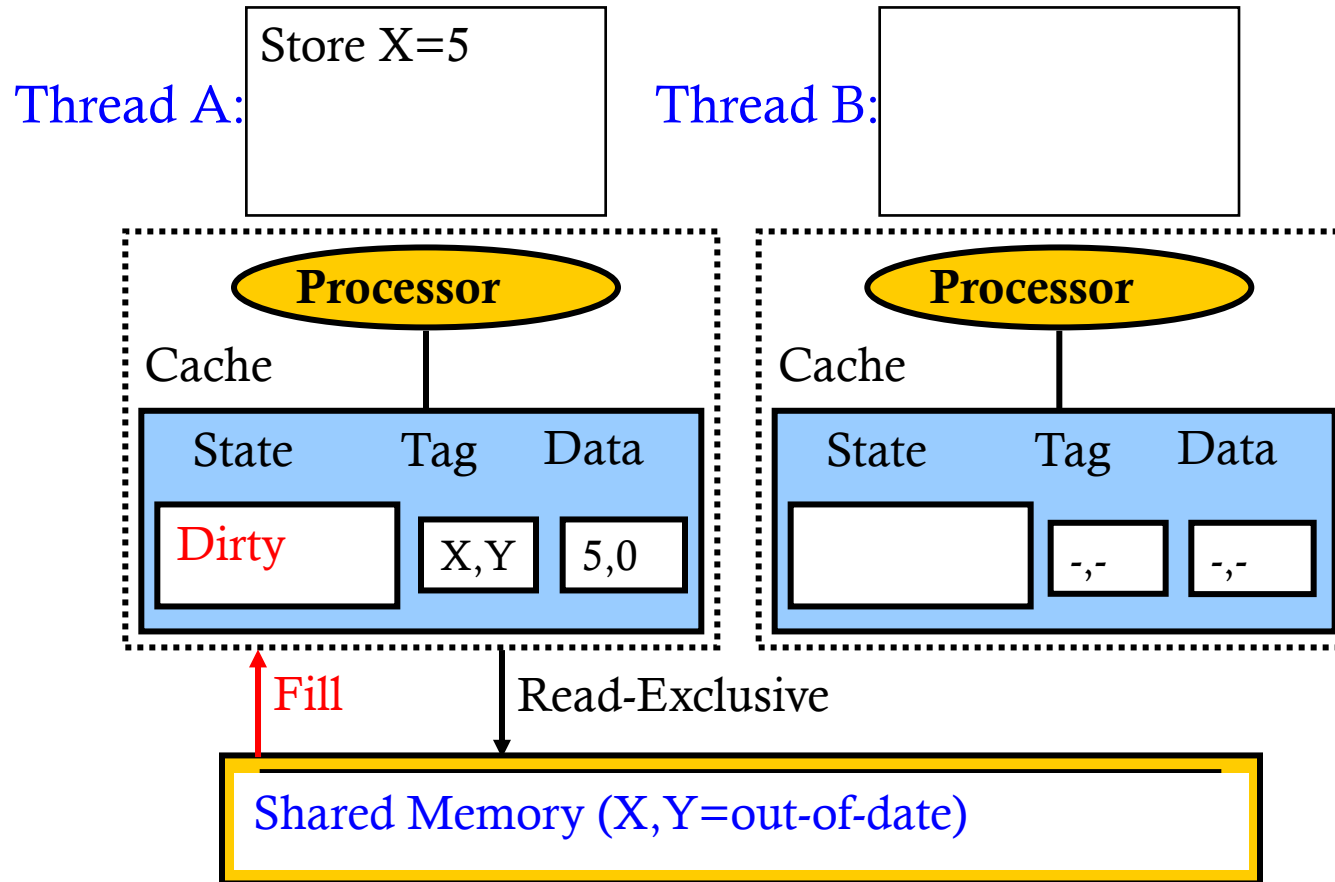 Store X=5
Thread A:
Thread B:
Processor
Processor
Cache
Cache
State Tag Data
State Tag Data
Dirty
X,Y
5,0
-,-
-,-
Fill
Read-Exclusive
Shared Memory (X,Y=out-of-date)